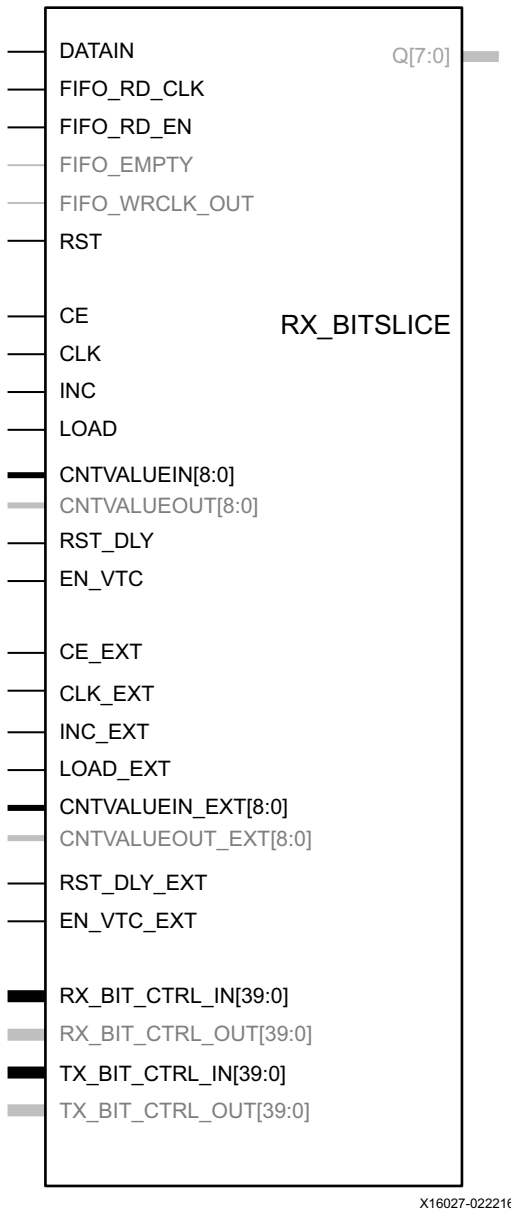 DATAIN
Q[7:0]
FIFO_RD_CLK
FIFO_RD_EN
FIFO_EMPTY
FIFO_WRCLK_OUT
RST
CE
RX_BITSLICE
CLK
INC
LOAD
CNTVALUEIN[8:0]
CNTVALUEOUT[8:0]
RST_DLY
EN_VTC
CE_EXT
CLK_EXT
INC_EXT
LOAD_EXT
CNTVALUEIN_EXT[8:0]
CNTVALUEOUT_EXT[8:0]
RST_DLY_EXT
EN_VTC_EXT
RX_BIT_CTRL_IN[39:0]
RX_BIT_CTRL_OUT[39:0]
TX_BIT_CTRL_IN[39:0]
TX_BIT_CTRL_OUT[39:0]
X16027-022216